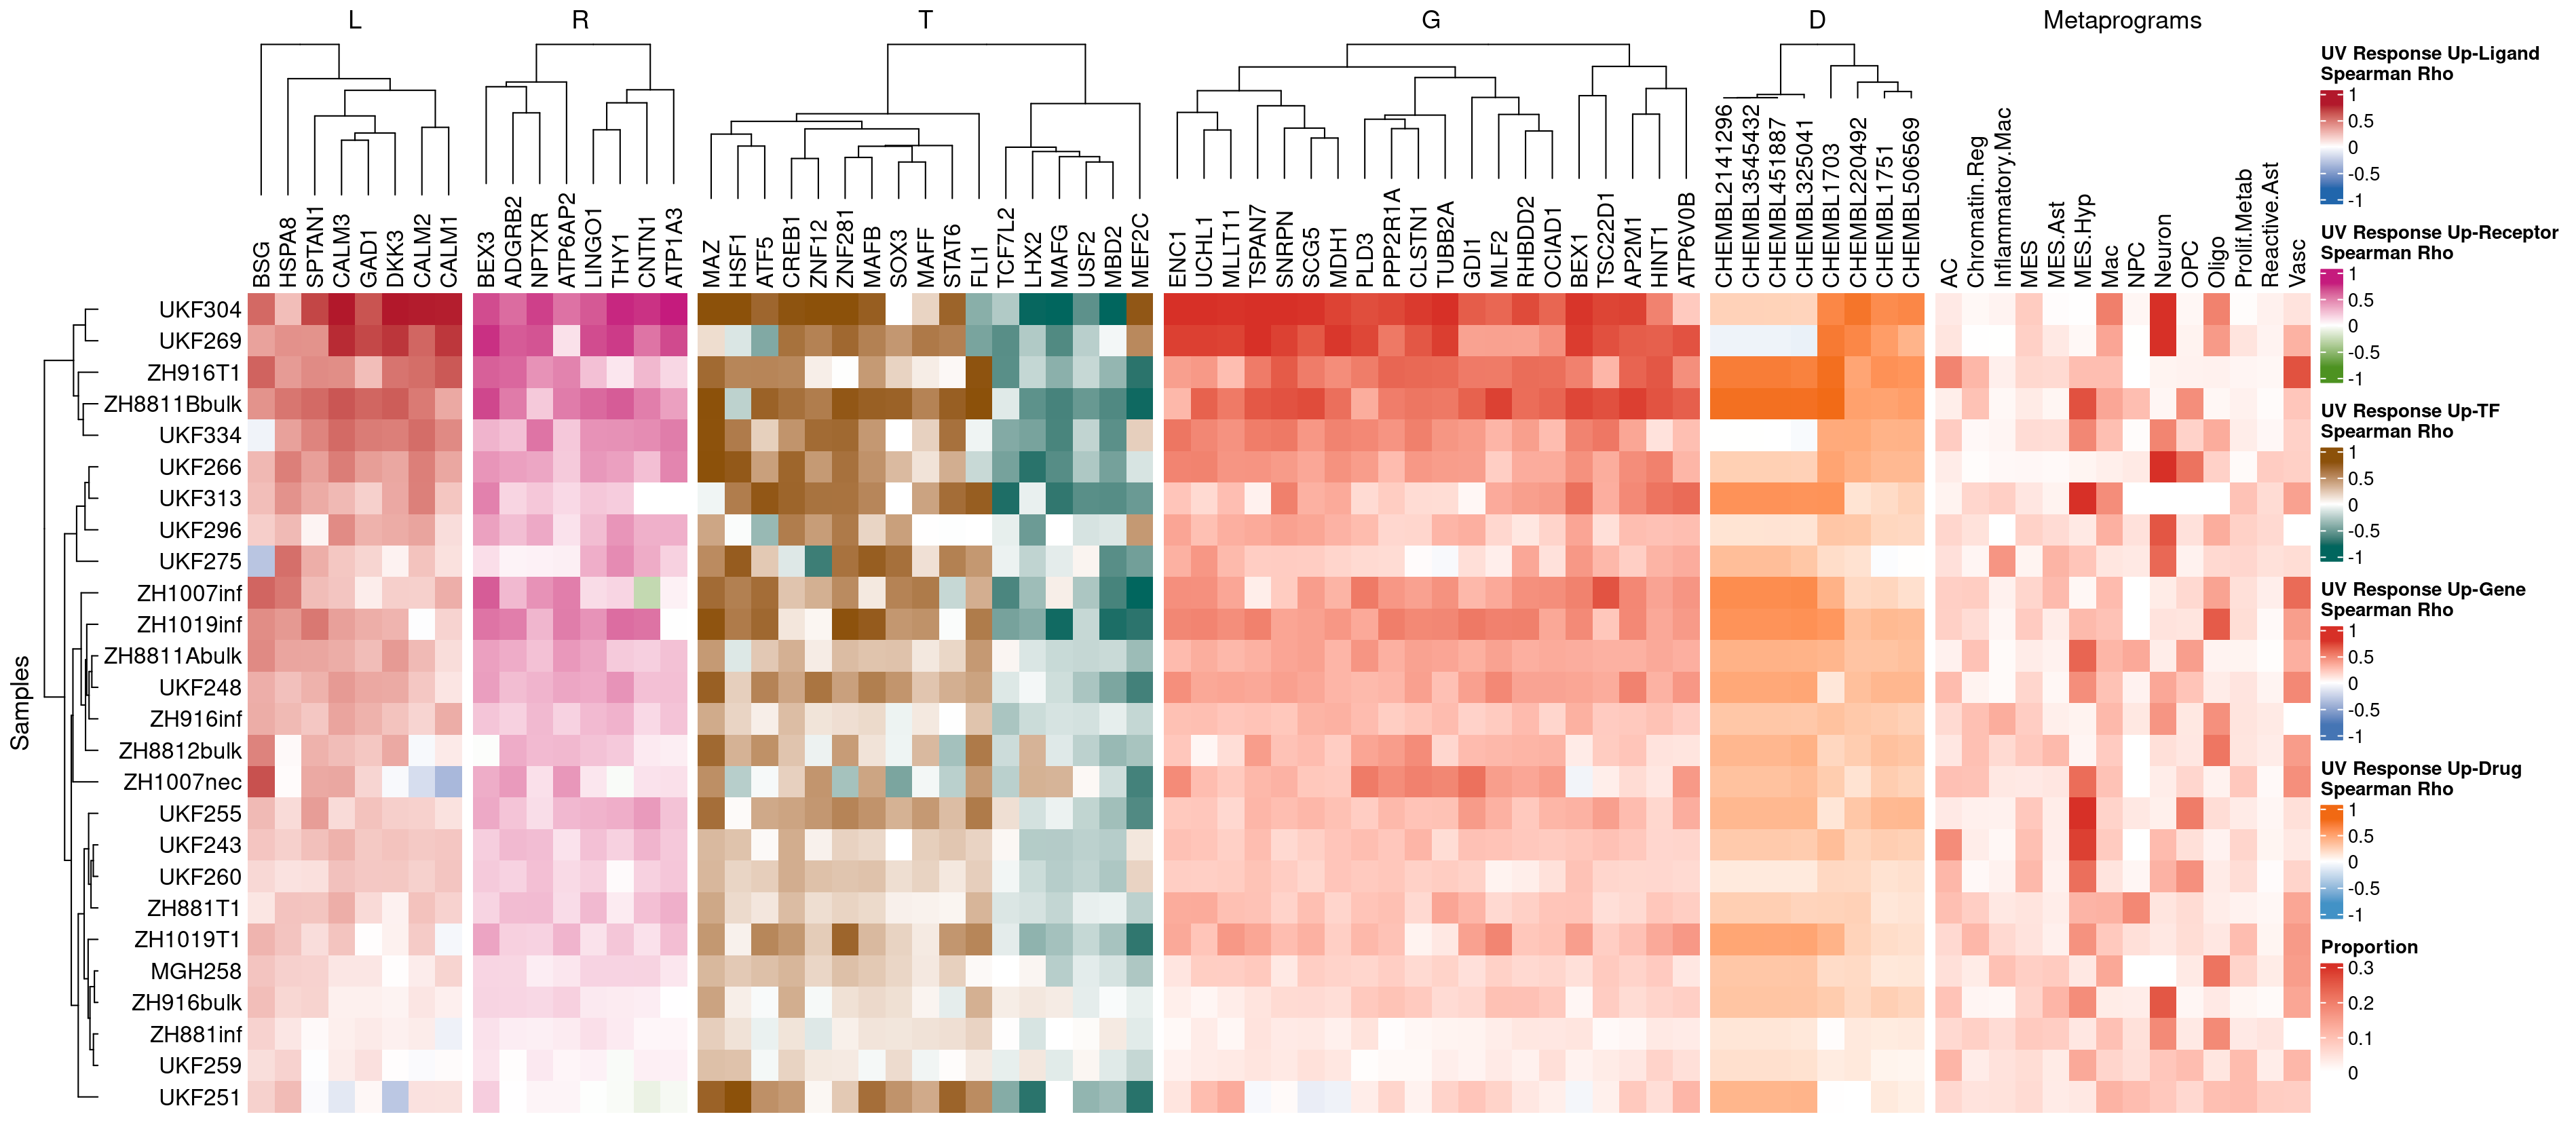 L R T G D Metaprograms
BSG HSPA8 SPTAN1 CALM3 GAD1 DKK3 CALM2 CALM1
BEX3 ADGRB2 NPTXR ATP6AP2 LINGO1 THY1 CNTN1 ATP1A3
MAZ HSF1 ATF5 CREB1 ZNF12 ZNF281 MAFB SOX3 MAFF STAT6 FLI1 TCF7L2 LHX2 MAFG USF2 MBD2 MEF2C
ENC1 UCHL1 MLLT11 TSPAN7 SNRPN SCG5 MDH1 PLD3 PPP2R1A CLSTN1 TUBB2A GDI1 MLF2 RHBDD2 OCIAD1 BEX1 TSC22D1 AP2M1 HINT1 ATP6V0B
CHEMBL2141296 CHEMBL3545432 CHEMBL451887 CHEMBL325041 CHEMBL1703 CHEMBL220492 CHEMBL1751 CHEMBL506569
AC Chromatin.Reg Inflammatory.Mac MES MES.Ast MES.Hyp Mac NPC Neuron OPC Oligo Prolif.Metab Reactive.Ast Vasc
Samples
UKF304
UKF269
ZH916T1
ZH8811Bbulk
UKF334
UKF266
UKF313
UKF296
UKF275
ZH1007inf
ZH1019inf
ZH8811Abulk
UKF248
ZH916inf
ZH8812bulk
ZH1007nec
UKF255
UKF243
UKF260
ZH881T1
ZH1019T1
MGH258
ZH916bulk
ZH881inf
UKF259
UKF251
UV Response Up-Ligand
Spearman Rho
1
0.5
0
-0.5
-1
UV Response Up-Receptor
Spearman Rho
1
0.5
0
-0.5
-1
UV Response Up-TF
Spearman Rho
1
0.5
0
-0.5
-1
UV Response Up-Gene
Spearman Rho
1
0.5
0
-0.5
-1
UV Response Up-Drug
Spearman Rho
1
0.5
0
-0.5
-1
Proportion
0.3
0.2
0.1
0